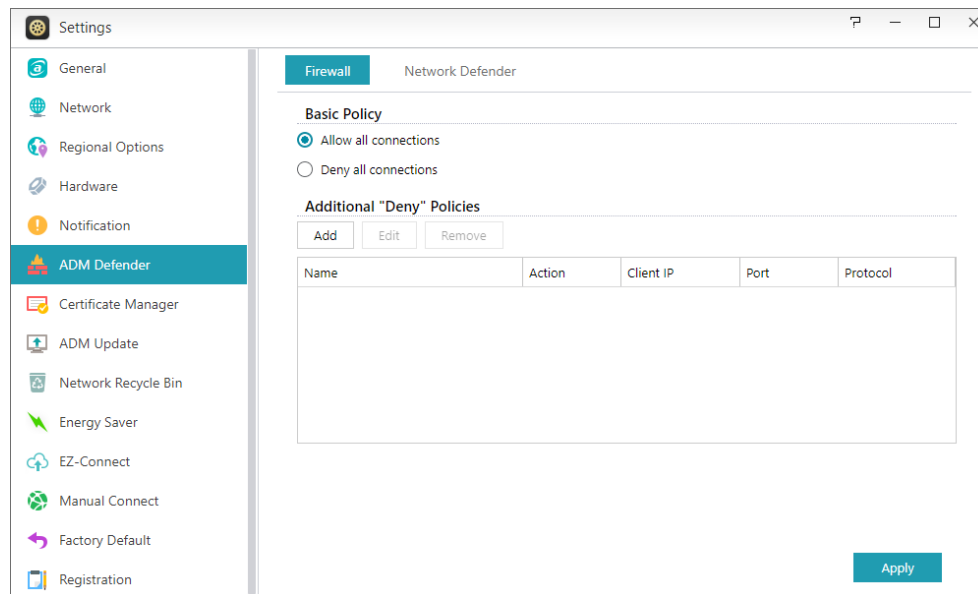 Settings
General
Network
Regional Options
Hardware
Notification
ADM Defender
Certificate Manager
ADM Update
Network Recycle Bin
Energy Saver
EZ-Connect
Manual Connect
Factory Default
Registration
Firewall Network Defender
Basic Policy
Allow all connections
Deny all connections
Additional "Deny" Policies
Add Edit Remove
Name Action Client IP Port Protocol
Apply